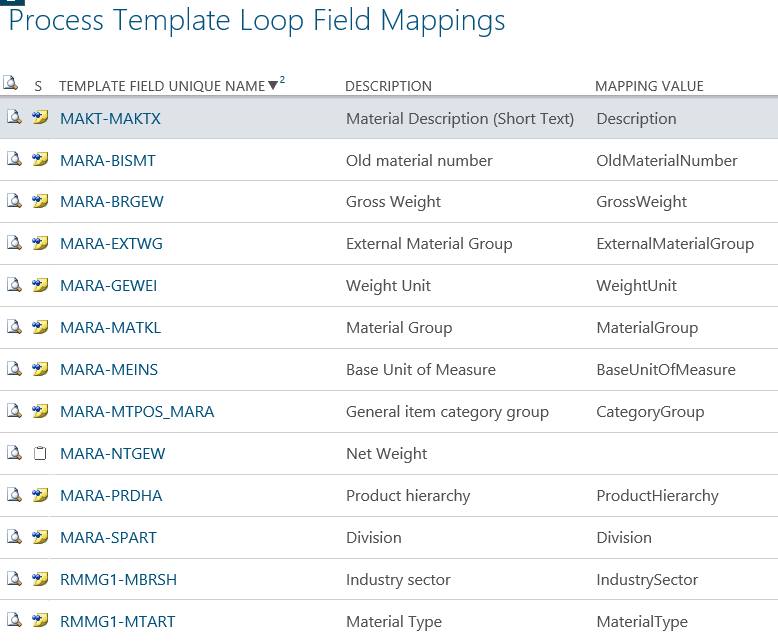 Process Template Loop Field Mappings
S TEMPLATE FIELD UNIQUE NAME▼2 DESCRIPTION MAPPING VALUE
MAKT-MAKTX Material Description (Short Text) Description
MARA-BISMT Old material number OldMaterialNumber
MARA-BRGEW Gross Weight GrossWeight
MARA-EXTWG External Material Group ExternalMaterialGroup
MARA-GEWEI Weight Unit WeightUnit
MARA-MATKL Material Group MaterialGroup
MARA-MEINS Base Unit of Measure BaseUnitOfMeasure
MARA-MTPOS_MARA General item category group CategoryGroup
MARA-NTGEW Net Weight
MARA-PRDHA Product hierarchy ProductHierarchy
MARA-SPART Division Division
RMMG1-MBRSH Industry sector IndustrySector
RMMG1-MTART Material Type MaterialType